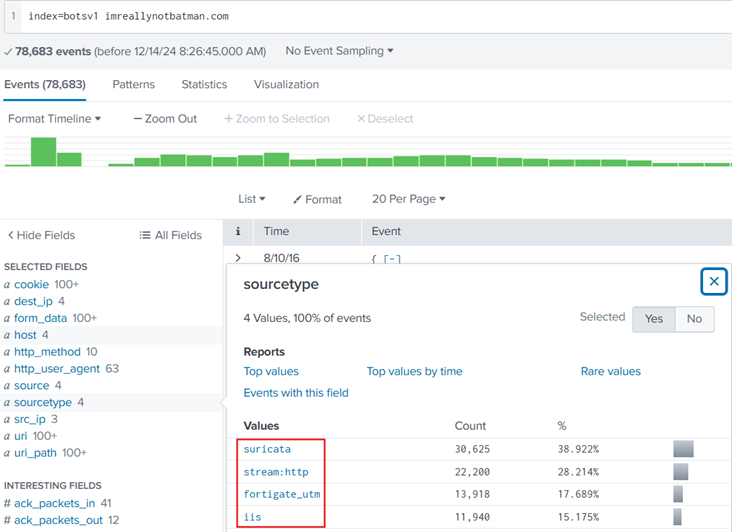 1 index=botsv1 imreallynotbatman.com
✓ 78,683 events (before 12/14/24 8:26:45.000 AM) No Event Sampling ▾
Events (78,683) Patterns Statistics Visualization
Format Timeline ▾ — Zoom Out + Zoom to Selection × Deselect
List ▾ Format 20 Per Page ▾
< Hide Fields All Fields i Time Event
> 8/10/16 { [-]
SELECTED FIELDS
a cookie 100+
a dest_ip 4
a form_data 100+
a host 4
a http_method 10
a http_user_agent 63
a source 4
a sourcetype 4
a src_ip 3
a uri 100+
a uri_path 100+
INTERESTING FIELDS
# ack_packets_in 41
# ack_packets_out 12
sourcetype ×
4 Values, 100% of events Selected Yes No
Reports
Top values Top values by time Rare values
Events with this field
Values Count %
suricata 30,625 38.922%
stream:http 22,200 28.214%
fortigate_utm 13,918 17.689%
iis 11,940 15.175%